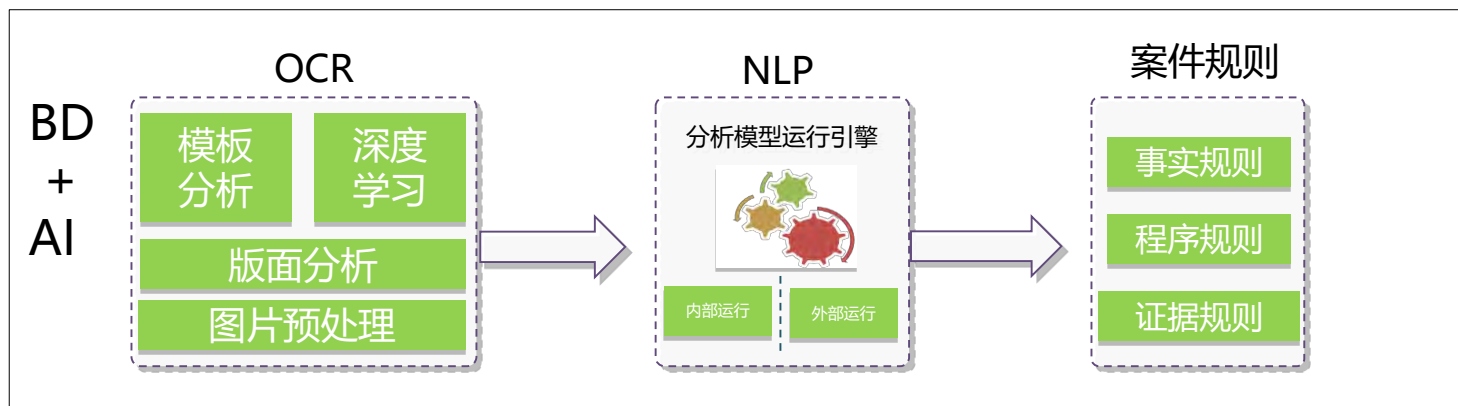 BD
+
AI
OCR
模板
分析
深度
学习
版面分析
图片预处理
NLP
分析模型运行引擎
内部运行
外部运行
案件规则
事实规则
程序规则
证据规则